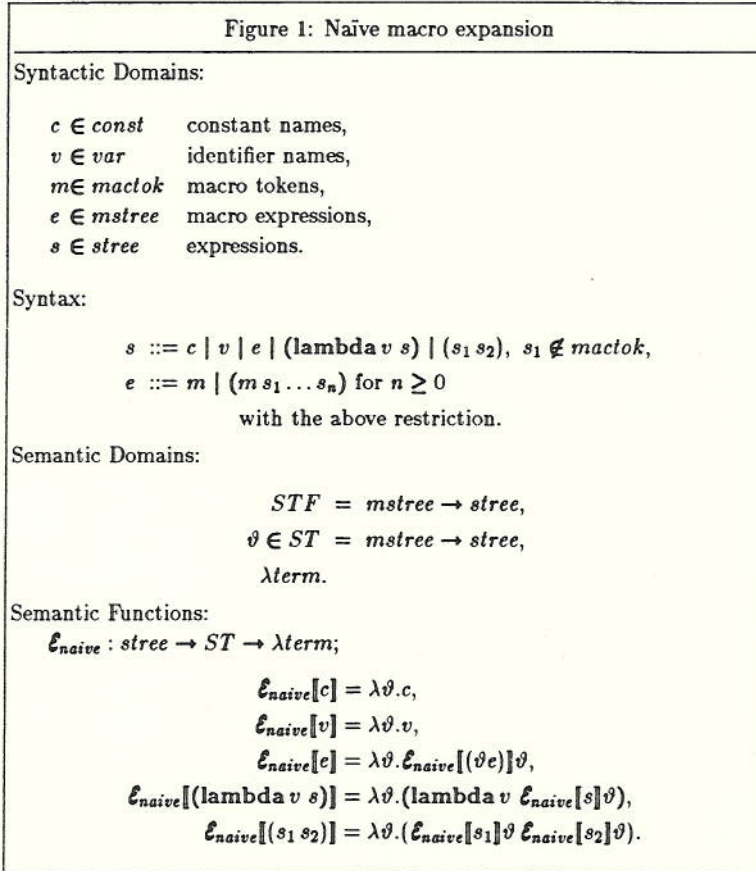 Figure 1: Naïve macro expansion
Syntactic Domains:
c ∈ const constant names,
v ∈ var identifier names,
m∈ mactok macro tokens,
e ∈ mstree macro expressions,
s ∈ stree expressions.
Syntax:
s ::= c | v | e | (lambda v s) | (s₁ s₂), s₁ ∉ mactok,
e ::= m | (m s₁ ... sₙ) for n ≥ 0
with the above restriction.
Semantic Domains:
STF = mstree → stree,
ϑ ∈ ST = mstree → stree,
λterm.
Semantic Functions:
ℰnaive : stree → ST → λterm;
ℰnaive⟦c⟧ = λϑ.c,
ℰnaive⟦v⟧ = λϑ.v,
ℰnaive⟦e⟧ = λϑ.ℰnaive⟦(ϑe)⟧ϑ,
ℰnaive⟦(lambda v s)⟧ = λϑ.(lambda v ℰnaive⟦s⟧ϑ),
ℰnaive⟦(s₁ s₂)⟧ = λϑ.(ℰnaive⟦s₁⟧ϑ ℰnaive⟦s₂⟧ϑ).